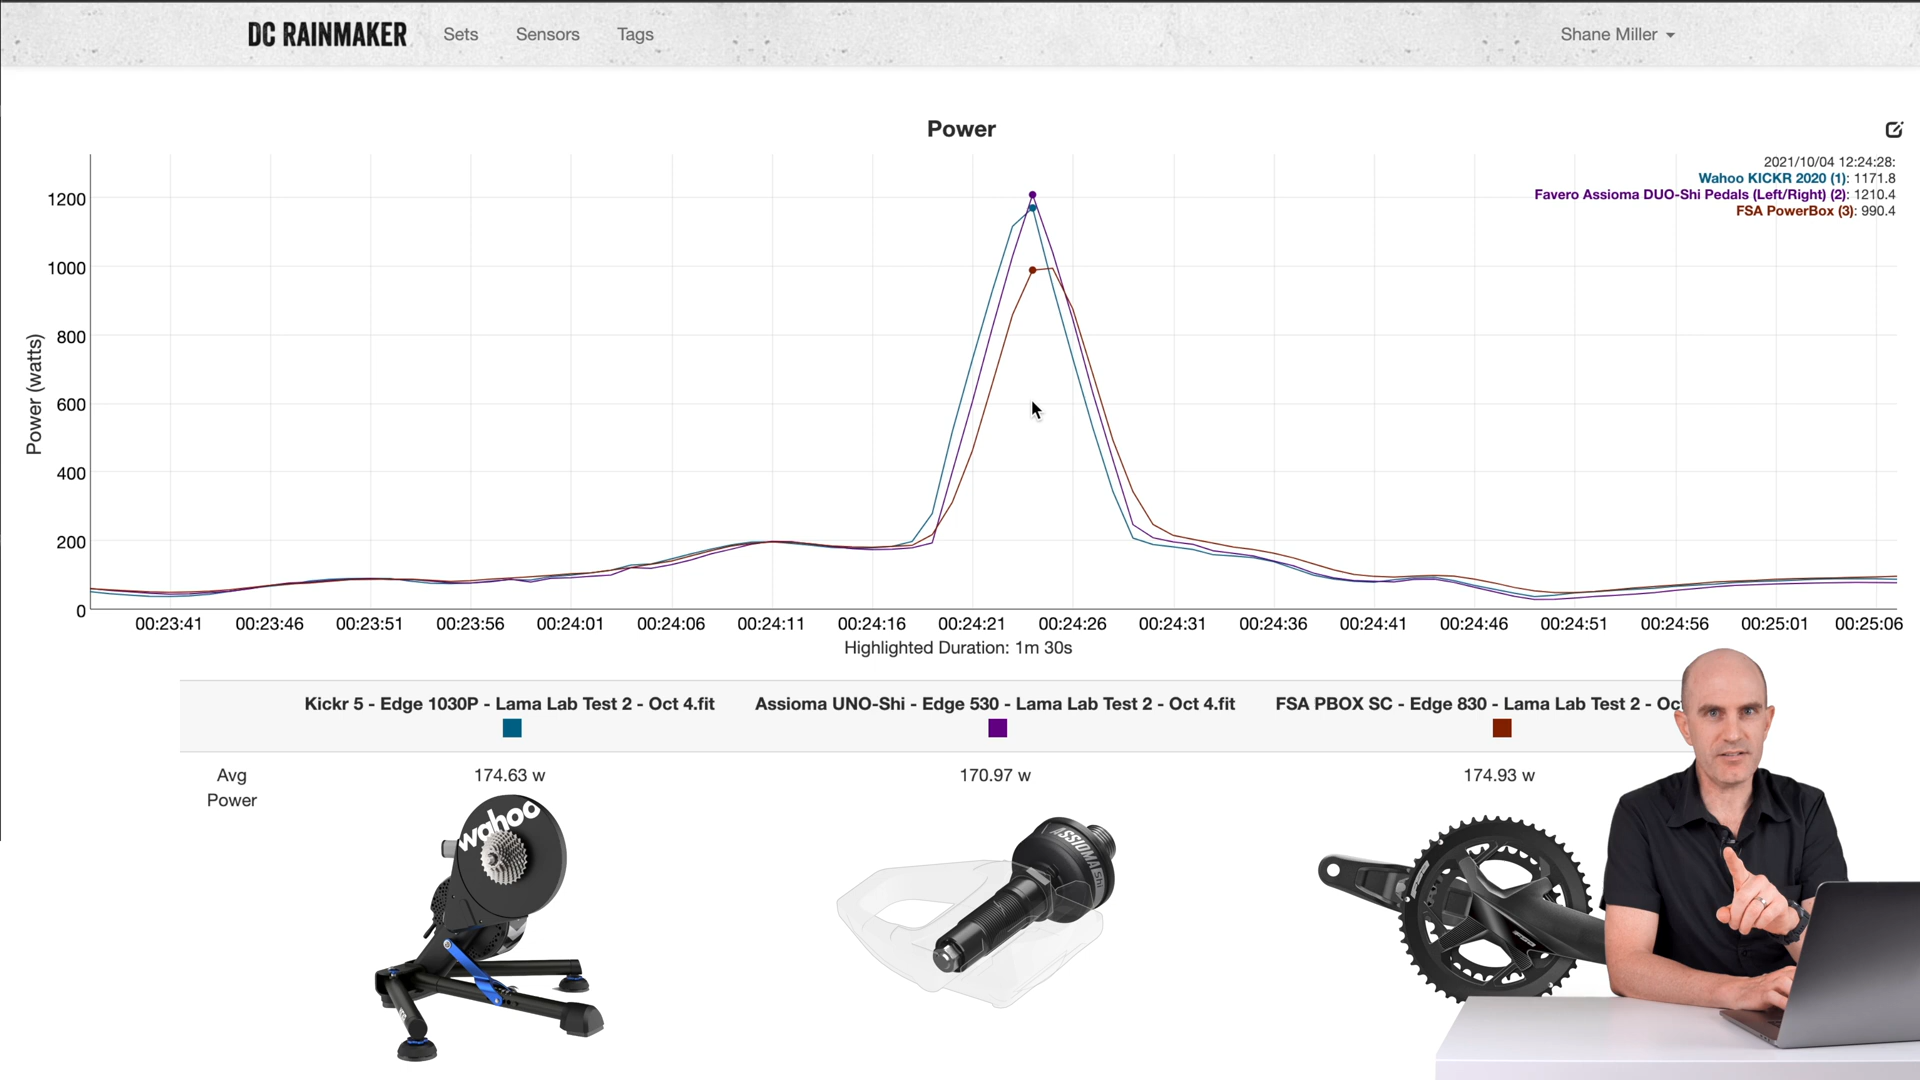 DC RAINMAKER Sets Sensors Tags Shane Miller
Power
2021/10/04 12:24:28:
Wahoo KICKR 2020 (1): 1171.8
Favero Assioma DUO-Shi Pedals (Left/Right) (2): 1210.4
FSA PowerBox (3): 990.4
Power (watts)
1200
1000
800
600
400
200
0
00:23:41 00:23:46 00:23:51 00:23:56 00:24:01 00:24:06 00:24:11 00:24:16 00:24:21 00:24:26 00:24:31 00:24:36 00:24:41 00:24:46 00:24:51 00:24:56 00:25:01 00:25:06
Highlighted Duration: 1m 30s
Kickr 5 - Edge 1030P - Lama Lab Test 2 - Oct 4.fit Assioma UNO-Shi - Edge 530 - Lama Lab Test 2 - Oct 4.fit FSA PBOX SC - Edge 830 - Lama Lab Test 2 - Oc
Avg Power 174.63 w 170.97 w 174.93 w
wahoo
ASSIOMA
Shi